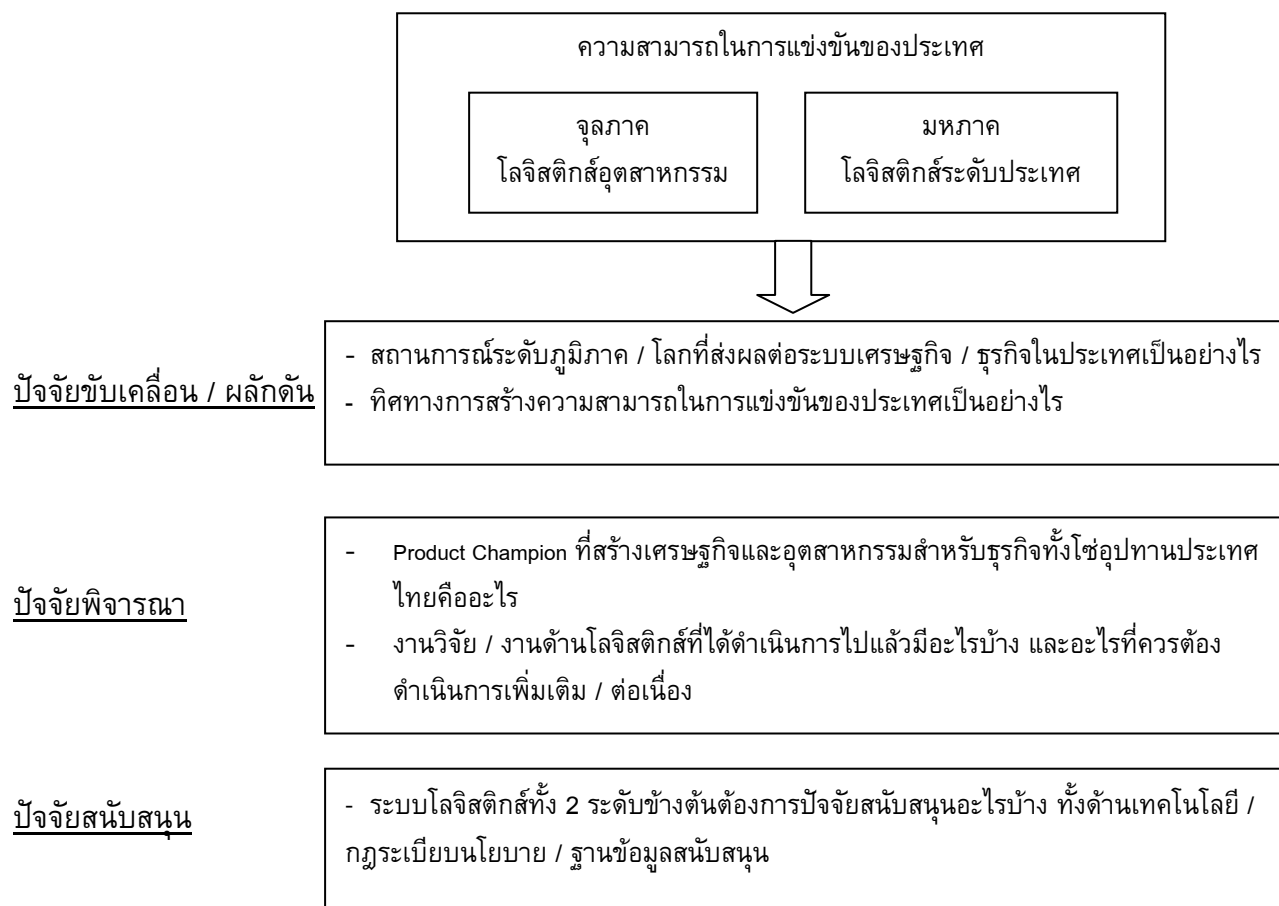 ความสามารถในการแข่งขันของประเทศ
จุลภาค
โลจิสติกส์อุตสาหกรรม
มหภาค
โลจิสติกส์ระดับประเทศ
ปัจจัยขับเคลื่อน / ผลักดัน
- สถานการณ์ระดับภูมิภาค / โลกที่ส่งผลต่อระบบเศรษฐกิจ / ธุรกิจในประเทศเป็นอย่างไร
- ทิศทางการสร้างความสามารถในการแข่งขันของประเทศเป็นอย่างไร
ปัจจัยพิจารณา
- Product Champion ที่สร้างเศรษฐกิจและอุตสาหกรรมสำหรับธุรกิจทั้งโซ่อุปทานประเทศ
ไทยคืออะไร
- งานวิจัย / งานด้านโลจิสติกส์ที่ได้ดำเนินการไปแล้วมีอะไรบ้าง และอะไรที่ควรต้อง
ดำเนินการเพิ่มเติม / ต่อเนื่อง
ปัจจัยสนับสนุน
- ระบบโลจิสติกส์ทั้ง 2 ระดับข้างต้นต้องการปัจจัยสนับสนุนอะไรบ้าง ทั้งด้านเทคโนโลยี /
กฎระเบียบนโยบาย / ฐานข้อมูลสนับสนุน